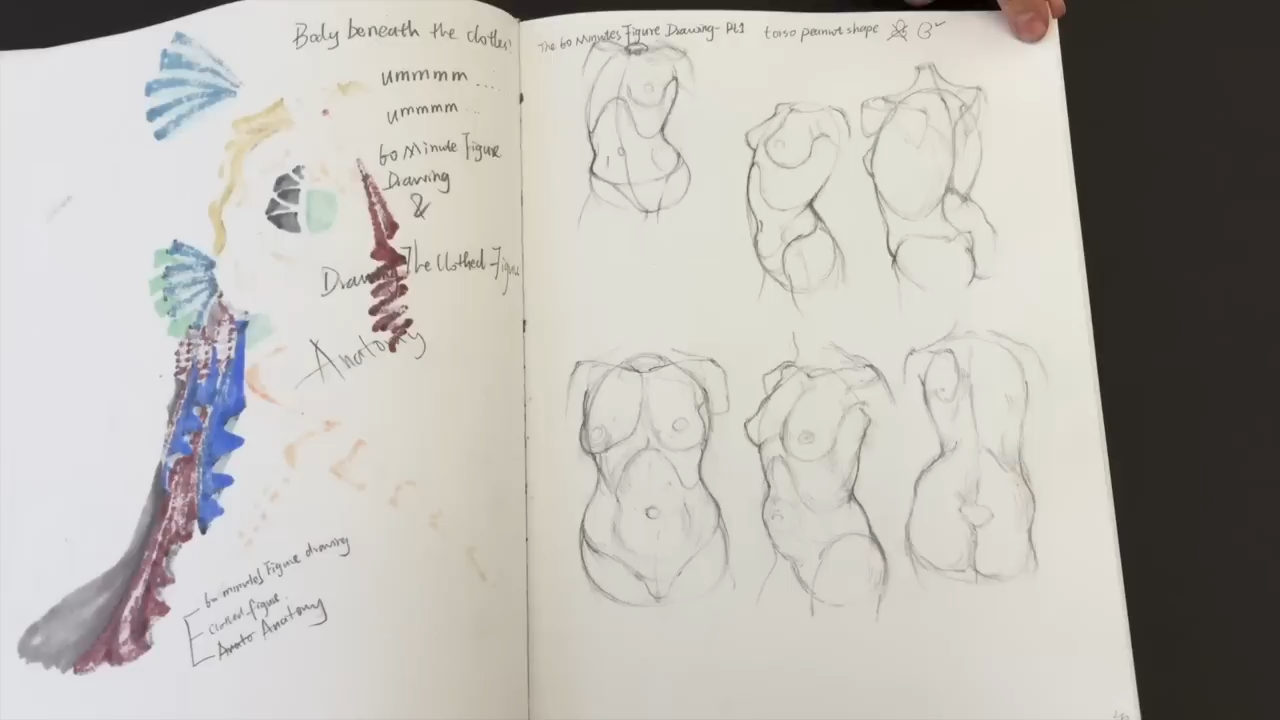 Body beneath the clothes!
ummmm ...
ummmm ...
60 Minute Figure
Drawing
&
Drawing The Clothed Figure
Anatomy
60 minutes Figure drawing
Clothed figure
Anato Anatomy
The 60 Minutes Figure Drawing- Pt1 torso peanut shape